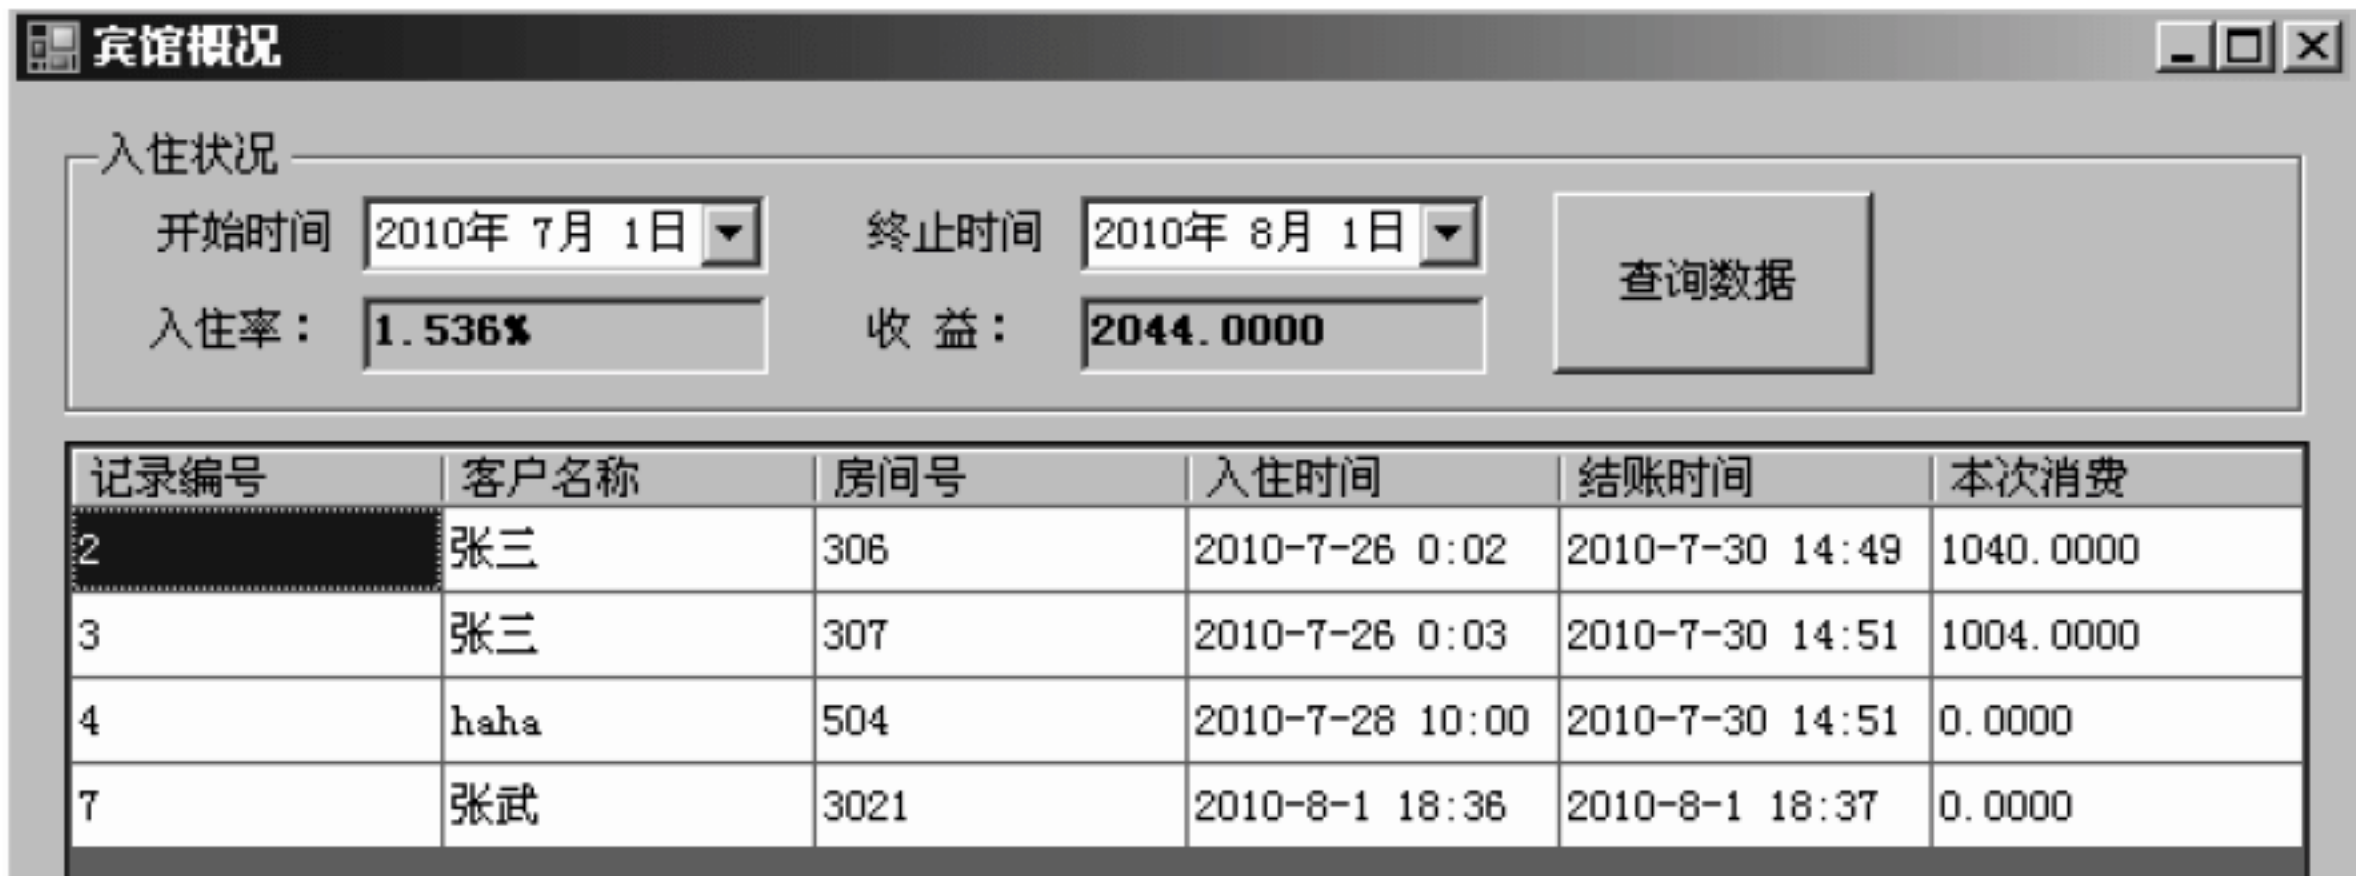 宾馆概况
入住状况
开始时间 2010年 7月 1日 终止时间 2010年 8月 1日 查询数据
入住率： 1.536% 收 益： 2044.0000
记录编号 客户名称 房间号 入住时间 结账时间 本次消费
2 张三 306 2010-7-26 0:02 2010-7-30 14:49 1040.0000
3 张三 307 2010-7-26 0:03 2010-7-30 14:51 1004.0000
4 haha 504 2010-7-28 10:00 2010-7-30 14:51 0.0000
7 张武 3021 2010-8-1 18:36 2010-8-1 18:37 0.0000